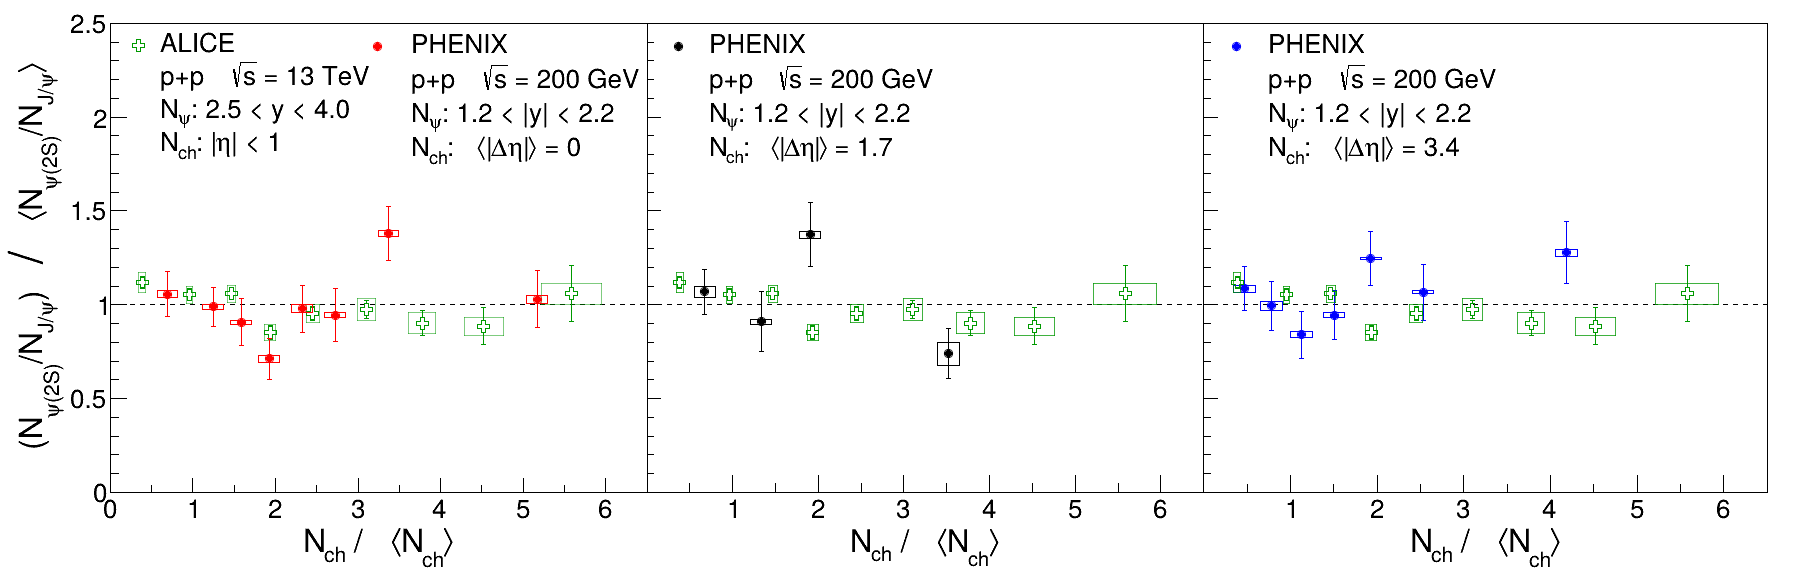 (N_ψ(2S)/N_J/ψ) / ⟨N_ψ(2S)/N_J/ψ⟩
2.5
2
1.5
1
0.5
0
ALICE
p+p √s = 13 TeV
N_ψ: 2.5 < y < 4.0
N_ch: |η| < 1
PHENIX
p+p √s = 200 GeV
N_ψ: 1.2 < |y| < 2.2
N_ch: ⟨|Δη|⟩ = 0
0 1 2 3 4 5 6
N_ch / ⟨N_ch⟩
PHENIX
p+p √s = 200 GeV
N_ψ: 1.2 < |y| < 2.2
N_ch: ⟨|Δη|⟩ = 1.7
1 2 3 4 5 6
N_ch / ⟨N_ch⟩
PHENIX
p+p √s = 200 GeV
N_ψ: 1.2 < |y| < 2.2
N_ch: ⟨|Δη|⟩ = 3.4
1 2 3 4 5 6
N_ch / ⟨N_ch⟩